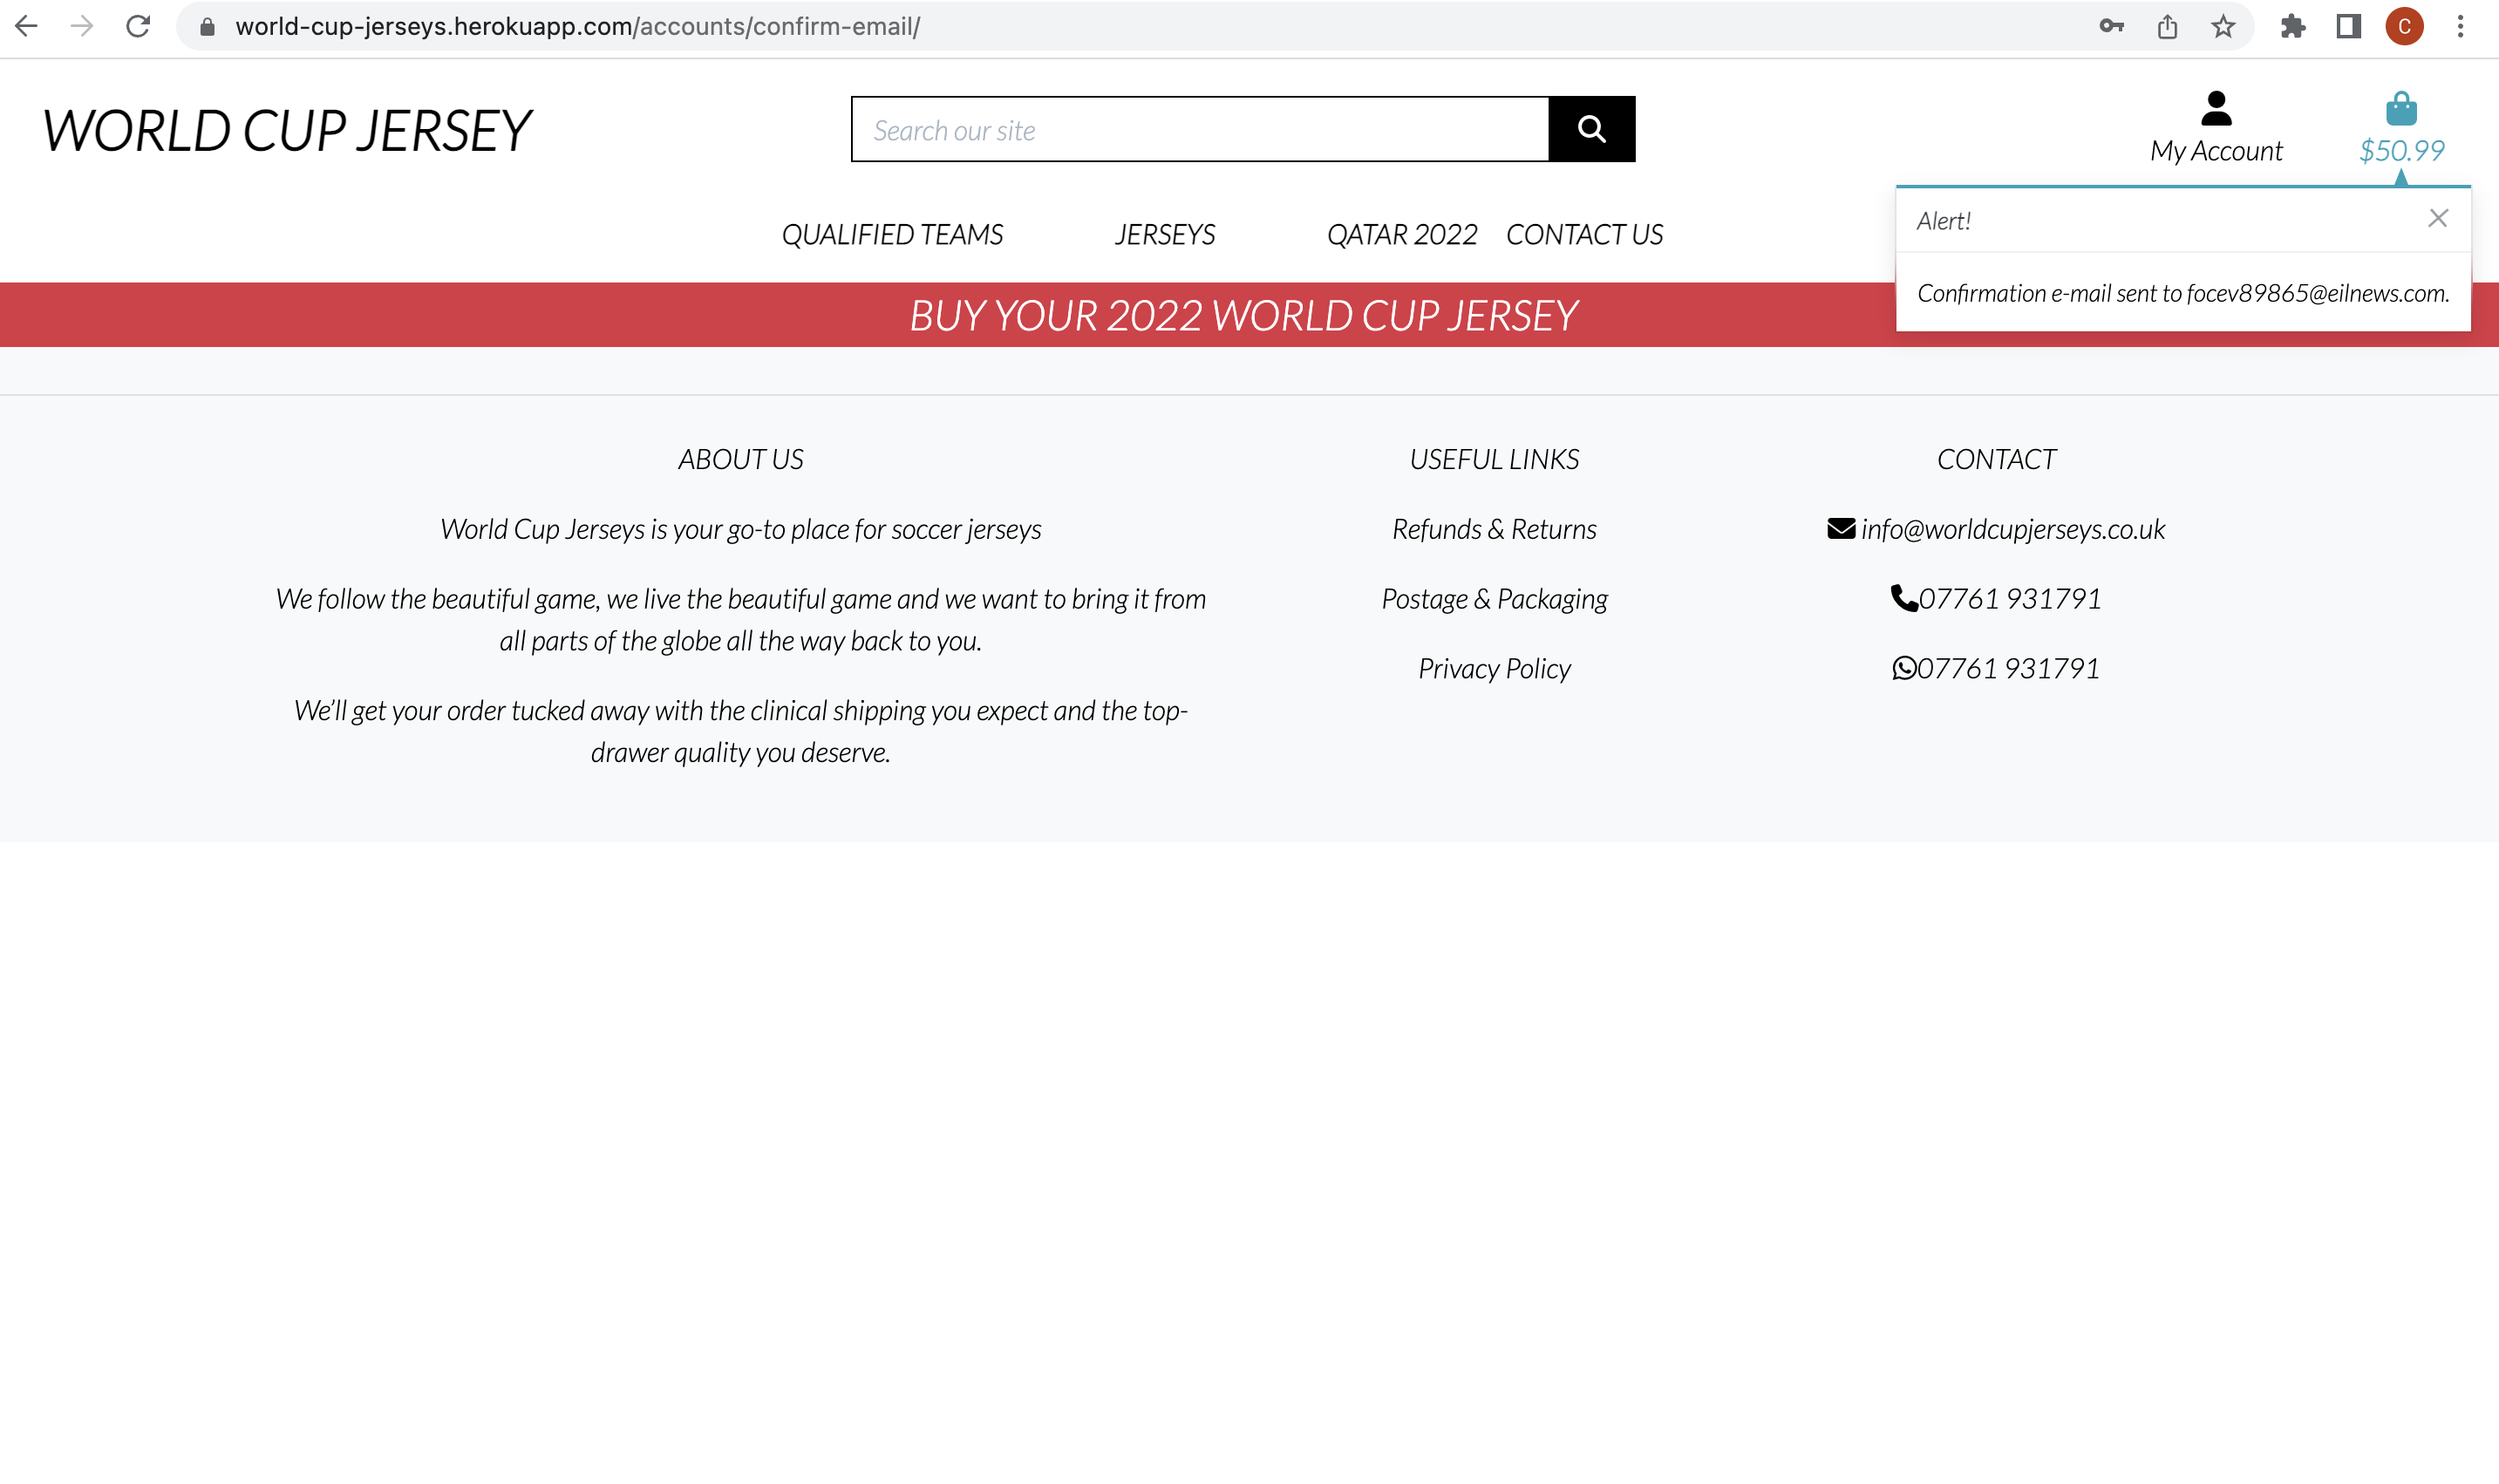 world-cup-jerseys.herokuapp.com/accounts/confirm-email/
C
WORLD CUP JERSEY
Search our site
My Account
$50.99
QUALIFIED TEAMS
JERSEYS
QATAR 2022
CONTACT US
Alert!
Confirmation e-mail sent to focev89865@eilnews.com.
BUY YOUR 2022 WORLD CUP JERSEY
ABOUT US
World Cup Jerseys is your go-to place for soccer jerseys
We follow the beautiful game, we live the beautiful game and we want to bring it from
all parts of the globe all the way back to you.
We’ll get your order tucked away with the clinical shipping you expect and the top-
drawer quality you deserve.
USEFUL LINKS
Refunds & Returns
Postage & Packaging
Privacy Policy
CONTACT
info@worldcupjerseys.co.uk
07761 931791
07761 931791